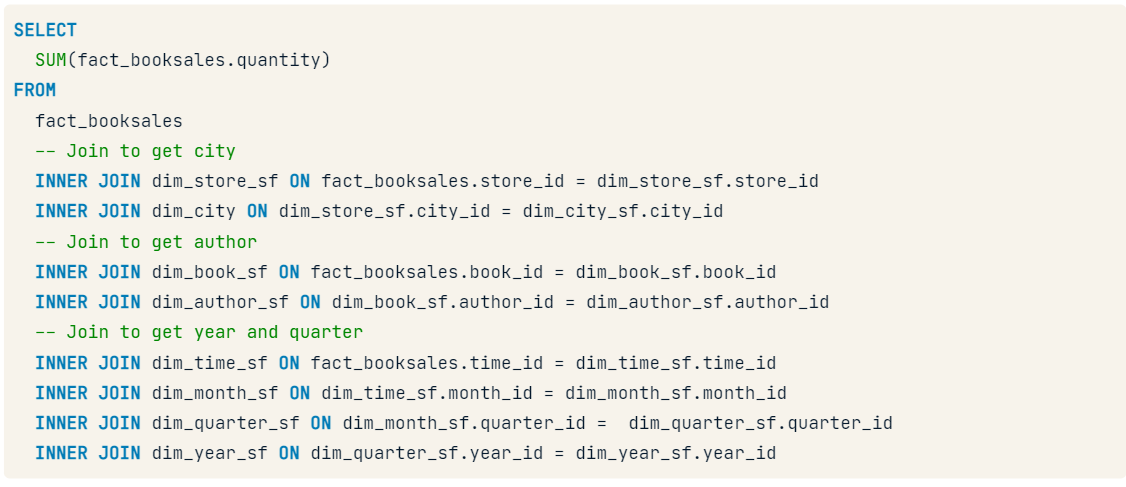 SELECT
SUM(fact_booksales.quantity)
FROM
fact_booksales
-- Join to get city
INNER JOIN dim_store_sf ON fact_booksales.store_id = dim_store_sf.store_id
INNER JOIN dim_city ON dim_store_sf.city_id = dim_city_sf.city_id
-- Join to get author
INNER JOIN dim_book_sf ON fact_booksales.book_id = dim_book_sf.book_id
INNER JOIN dim_author_sf ON dim_book_sf.author_id = dim_author_sf.author_id
-- Join to get year and quarter
INNER JOIN dim_time_sf ON fact_booksales.time_id = dim_time_sf.time_id
INNER JOIN dim_month_sf ON dim_time_sf.month_id = dim_month_sf.month_id
INNER JOIN dim_quarter_sf ON dim_month_sf.quarter_id =  dim_quarter_sf.quarter_id
INNER JOIN dim_year_sf ON dim_quarter_sf.year_id = dim_year_sf.year_id